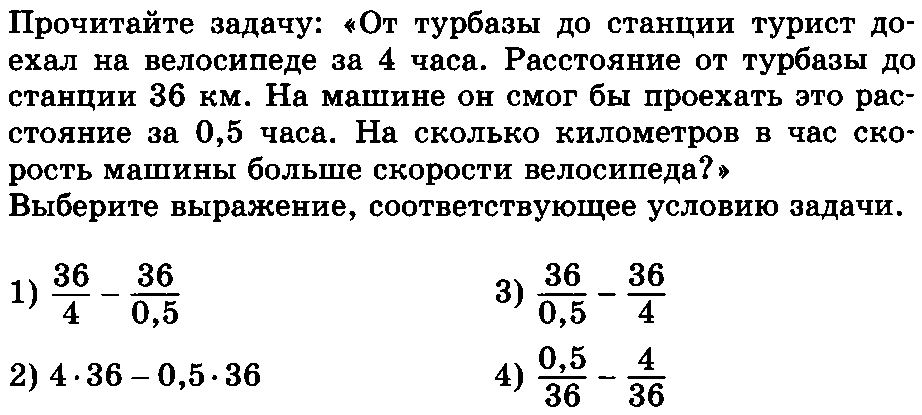 Прочитайте задачу: «От турбазы до станции турист до-
ехал на велосипеде за 4 часа. Расстояние от турбазы до
станции 36 км. На машине он смог бы проехать это рас-
стояние за 0,5 часа. На сколько километров в час ско-
рость машины больше скорости велосипеда?»
Выберите выражение, соответствующее условию задачи.
1) 36/4 – 36/0,5
2) 4 · 36 – 0,5 · 36
3) 36/0,5 – 36/4
4) 0,5/36 – 4/36